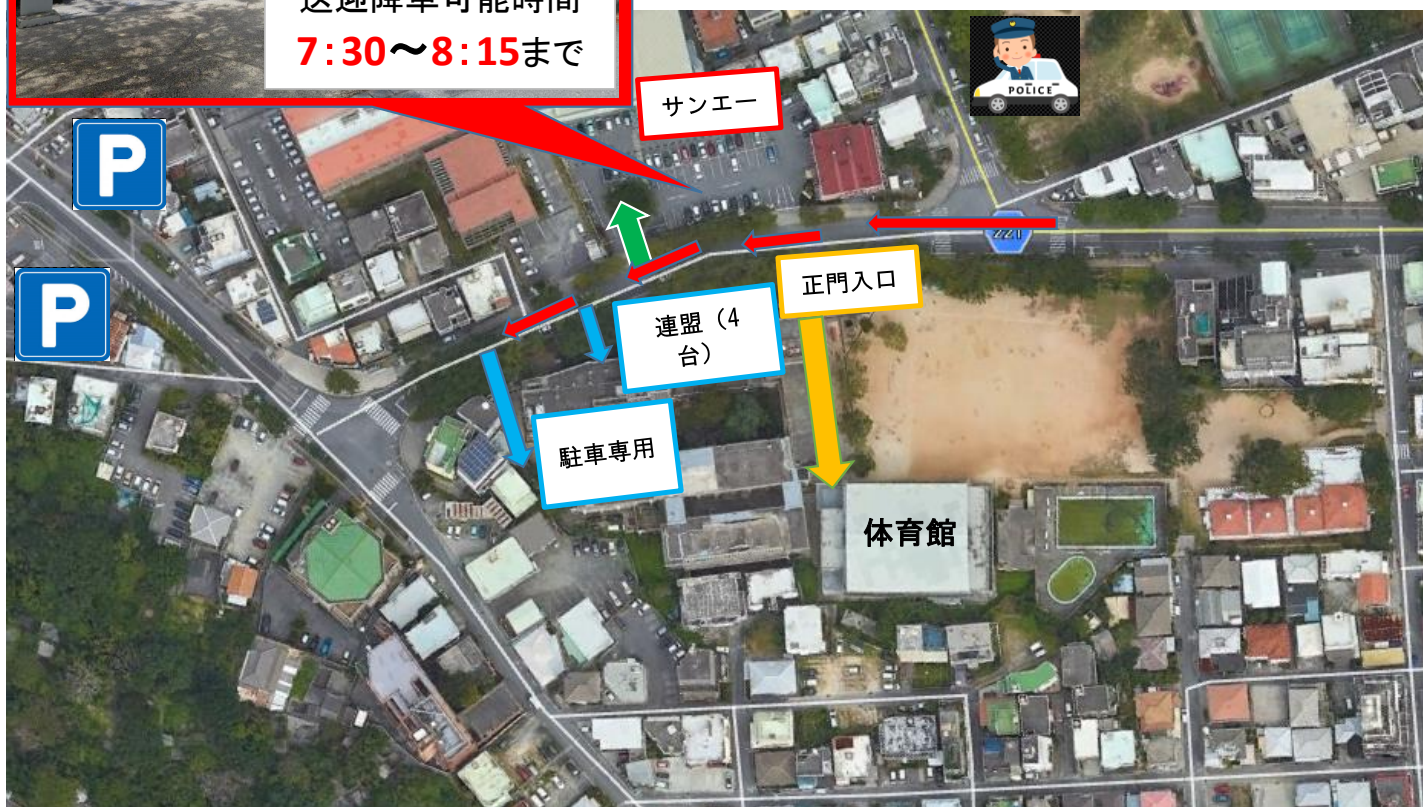 送迎降車可能時間
7:30～8:15まで
サンエー
POLICE
P
P
221
正門入口
連盟（4
台）
駐車専用
体育館